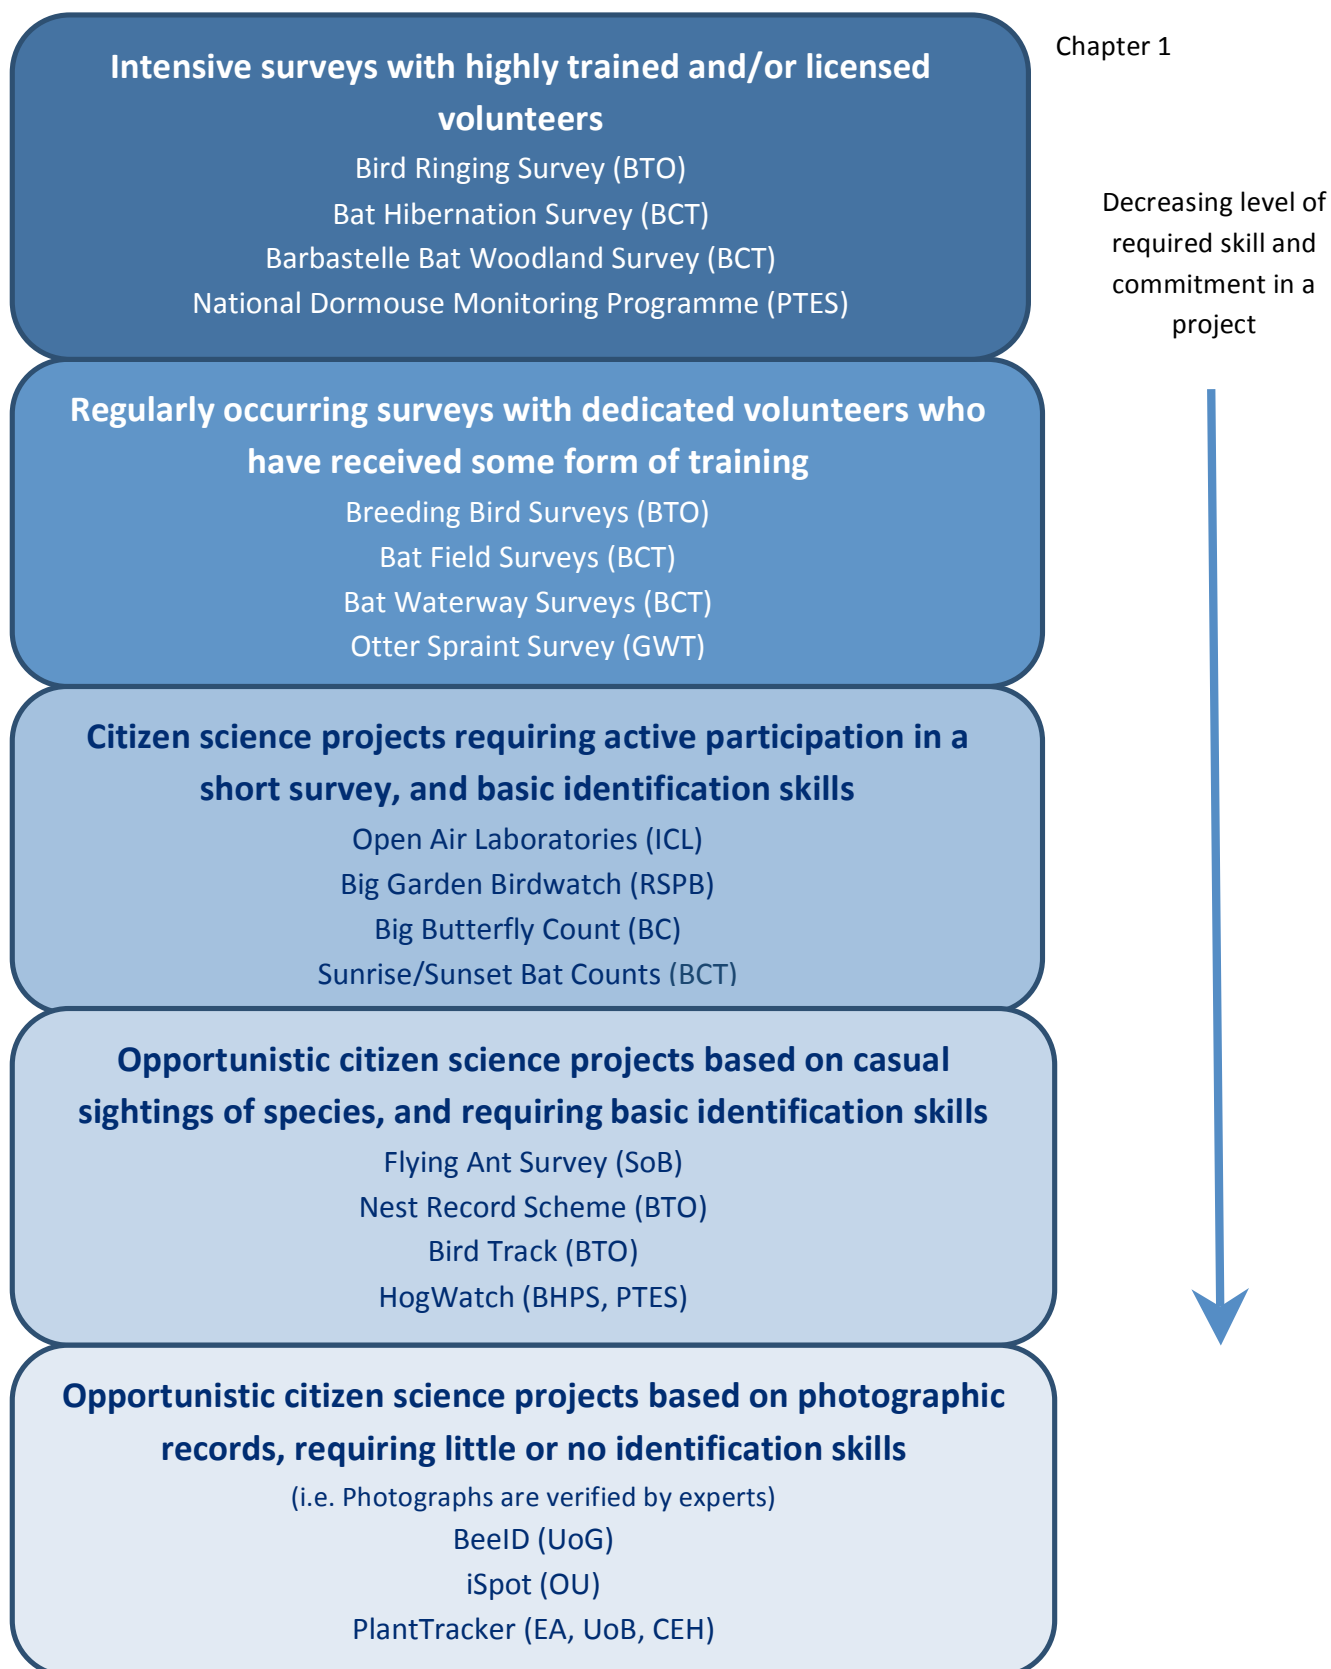 Chapter 1
Intensive surveys with highly trained and/or licensed
volunteers
Bird Ringing Survey (BTO)
Bat Hibernation Survey (BCT)
Barbastelle Bat Woodland Survey (BCT)
National Dormouse Monitoring Programme (PTES)
Decreasing level of
required skill and
commitment in a
project
Regularly occurring surveys with dedicated volunteers who
have received some form of training
Breeding Bird Surveys (BTO)
Bat Field Surveys (BCT)
Bat Waterway Surveys (BCT)
Otter Spraint Survey (GWT)
Citizen science projects requiring active participation in a
short survey, and basic identification skills
Open Air Laboratories (ICL)
Big Garden Birdwatch (RSPB)
Big Butterfly Count (BC)
Sunrise/Sunset Bat Counts (BCT)
Opportunistic citizen science projects based on casual
sightings of species, and requiring basic identification skills
Flying Ant Survey (SoB)
Nest Record Scheme (BTO)
Bird Track (BTO)
HogWatch (BHPS, PTES)
Opportunistic citizen science projects based on photographic
records, requiring little or no identification skills
(i.e. Photographs are verified by experts)
BeeID (UoG)
iSpot (OU)
PlantTracker (EA, UoB, CEH)